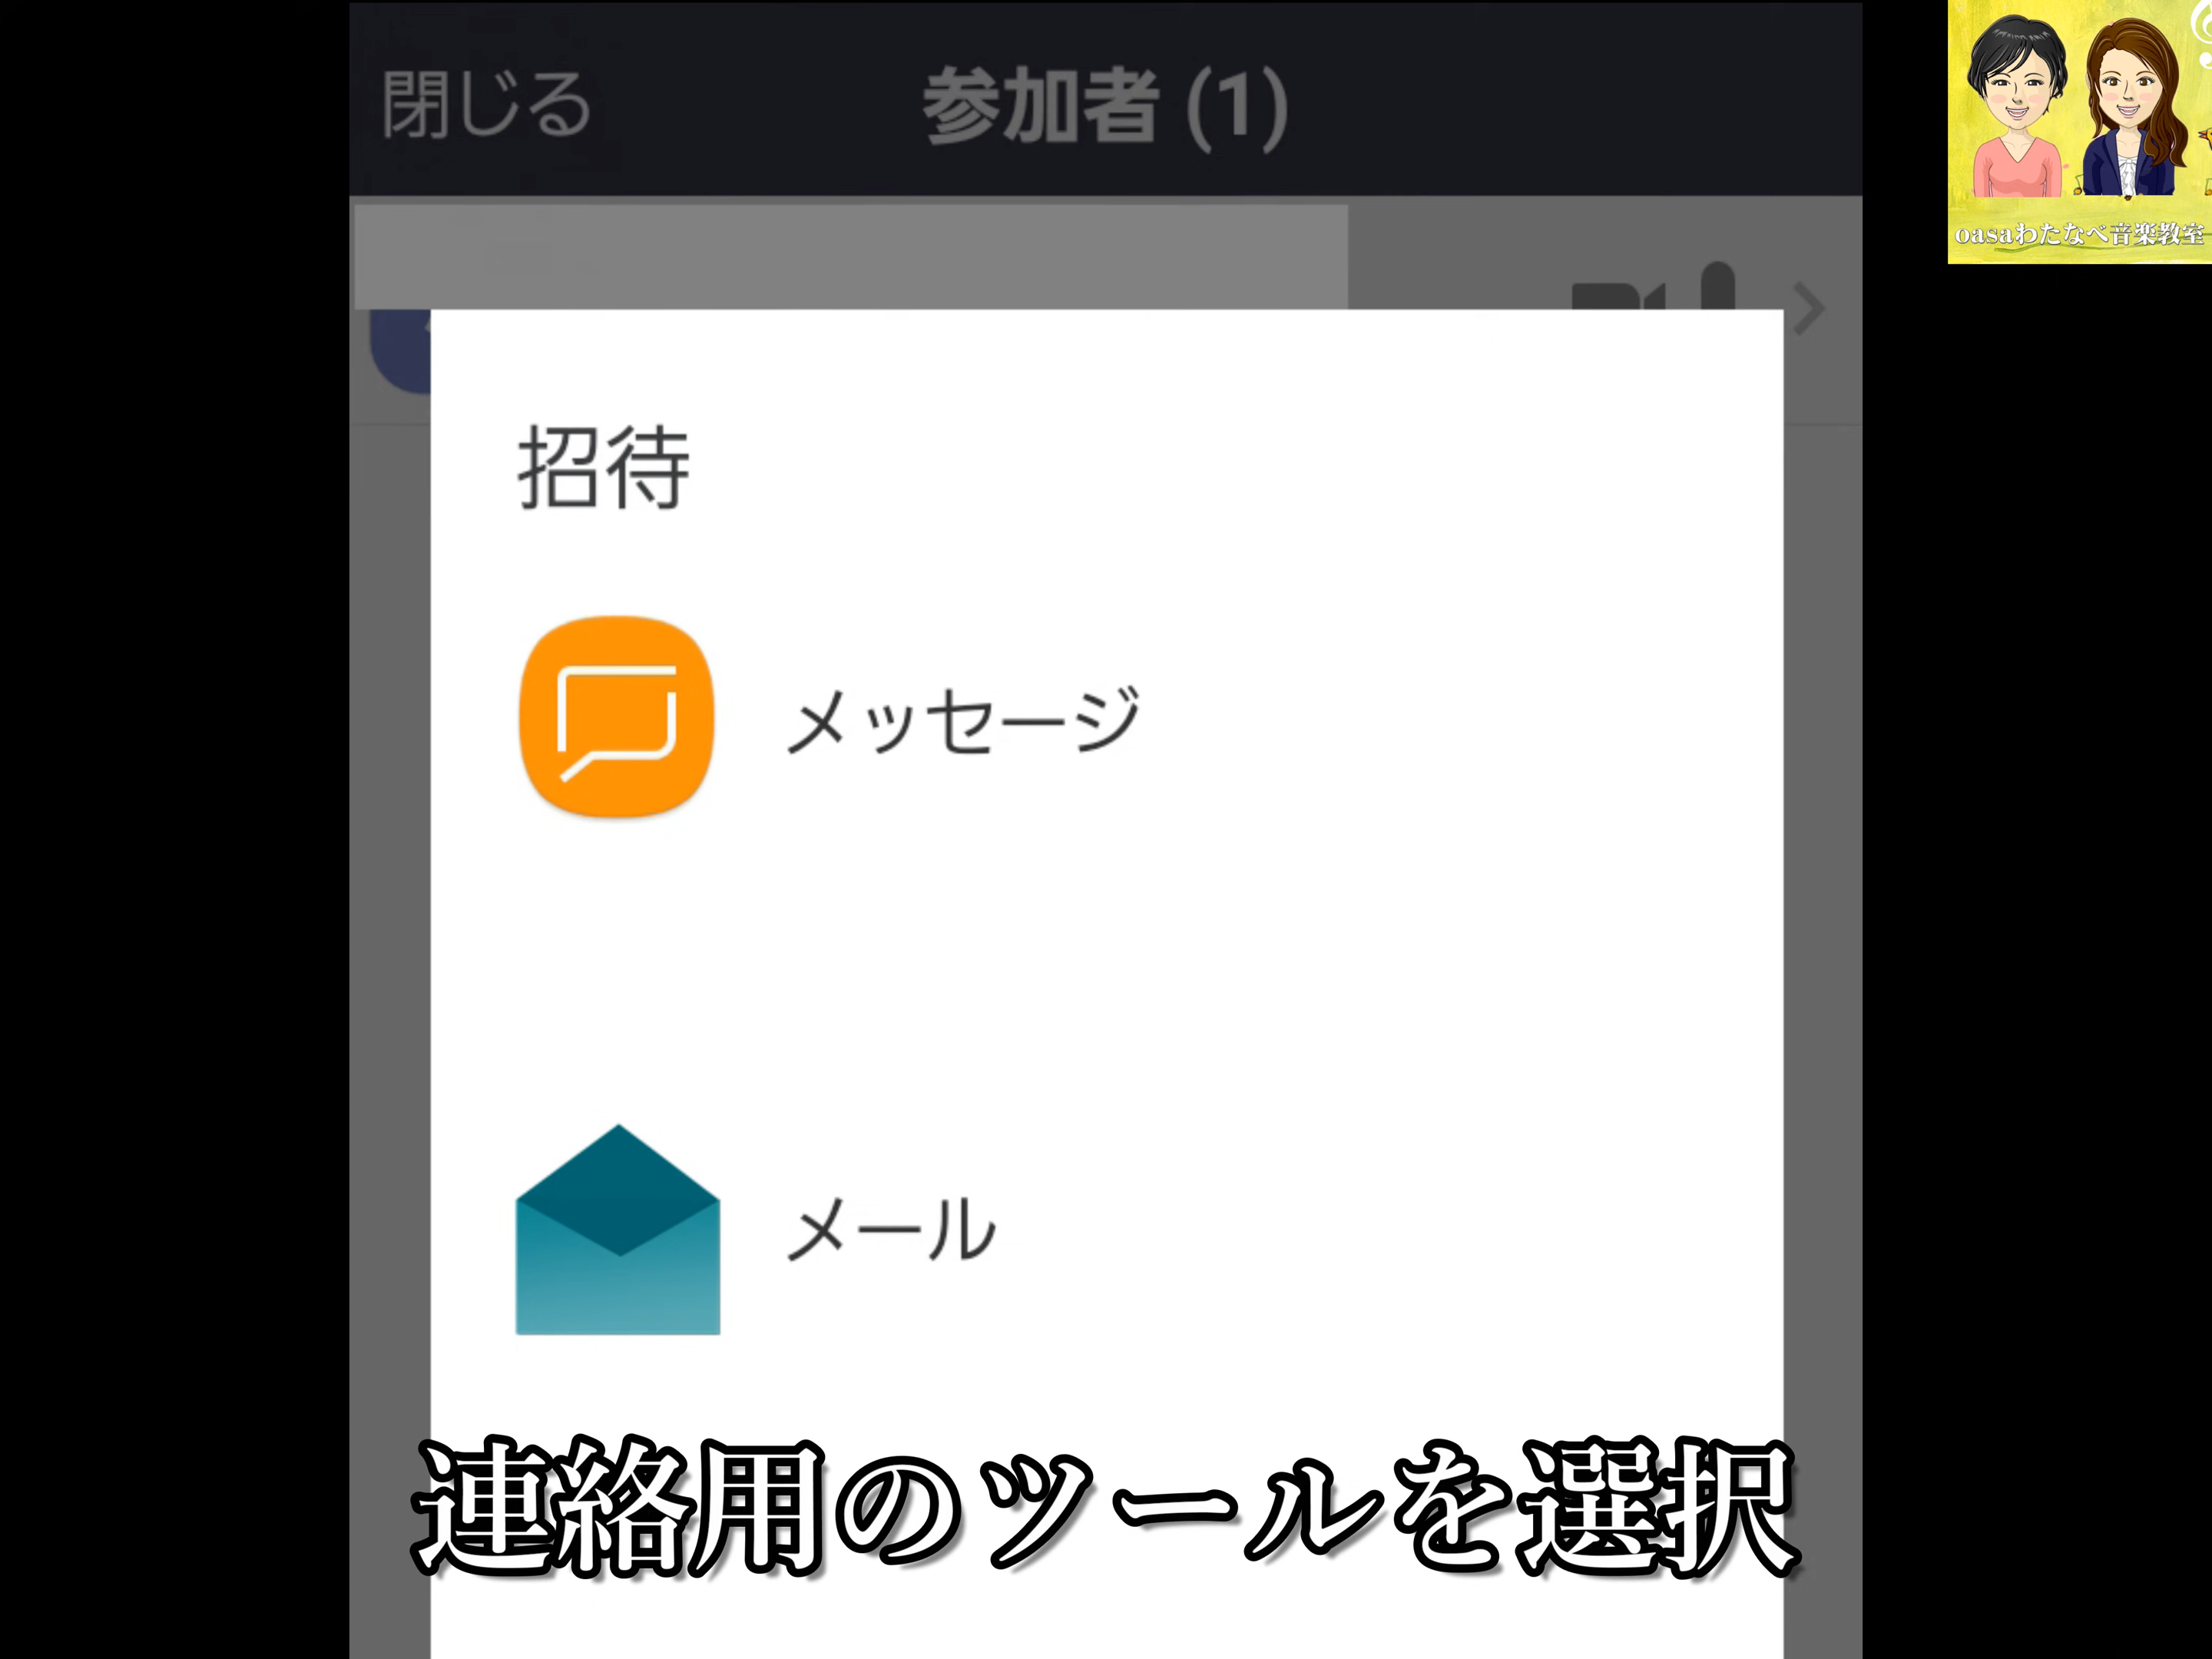 閉じる
参加者 (1)
oasaわたなべ音楽教室
招待
メッセージ
メール
連絡用のツールを選択